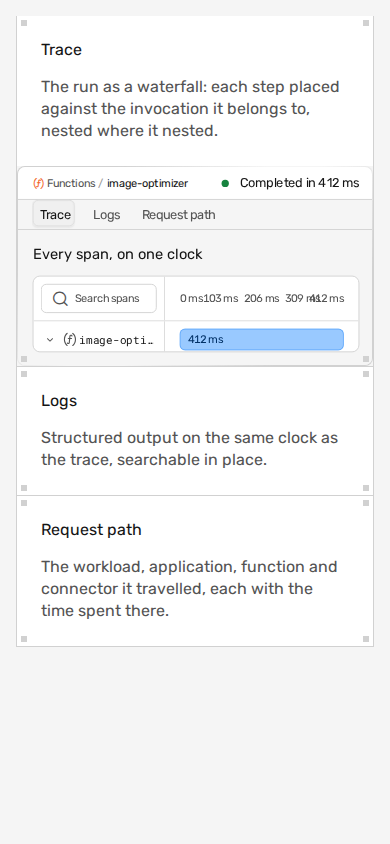 Trace
The run as a waterfall: each step placed
against the invocation it belongs to,
nested where it nested.
Functions / image-optimizer
Completed in 412 ms
Trace
Logs
Request path
Every span, on one clock
Search spans
0 ms 103 ms 206 ms 309 ms 412 ms
(ƒ) image-opti…
412 ms
Logs
Structured output on the same clock as
the trace, searchable in place.
Request path
The workload, application, function and
connector it travelled, each with the
time spent there.